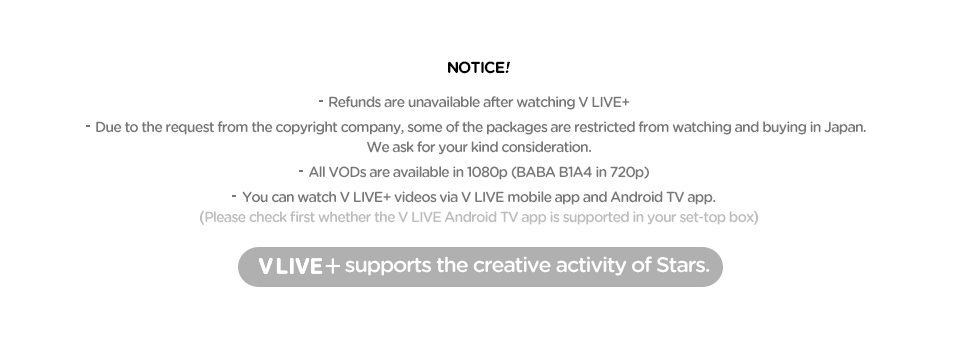 NOTICE!
- Refunds are unavailable after watching V LIVE+
- Due to the request from the copyright company, some of the packages are restricted from watching and buying in Japan.
We ask for your kind consideration.
- All VODs are available in 1080p (BABA B1A4 in 720p)
- You can watch V LIVE+ videos via V LIVE mobile app and Android TV app.
(Please check first whether the V LIVE Android TV app is supported in your set-top box)
V LIVE+ supports the creative activity of Stars.